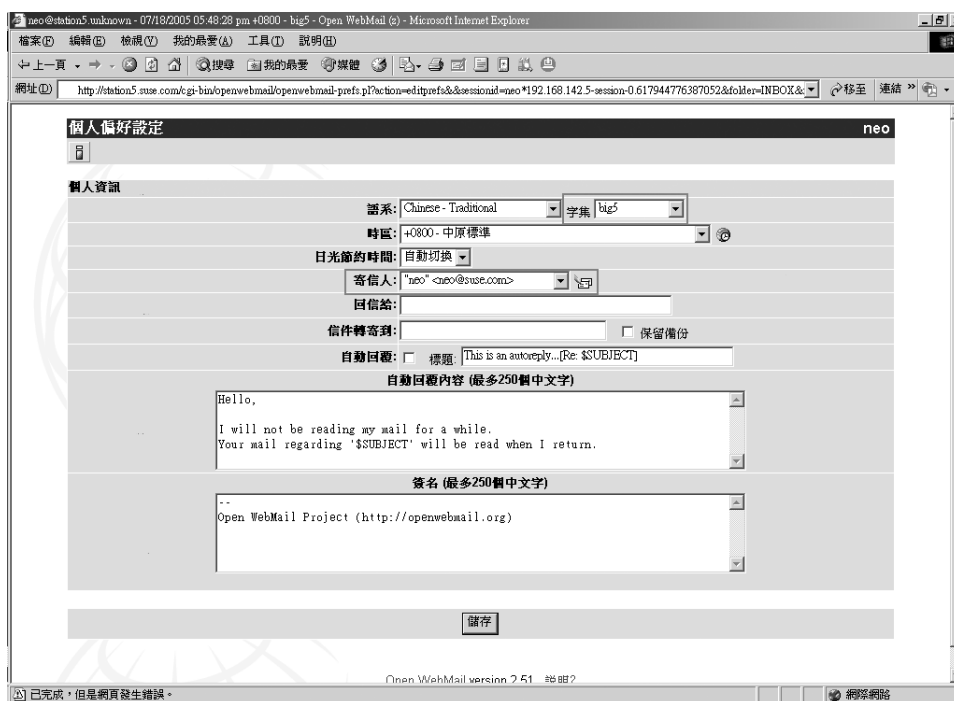 neo@station5.unknown - 07/18/2005 05:48:28 pm +0800 - big5 - Open WebMail (z) - Microsoft Internet Explorer
檔案(F) 編輯(E) 檢視(V) 我的最愛(A) 工具(T) 說明(H)
上一頁 搜尋 我的最愛 媒體
網址(D) http://station5.suse.com/cgi-bin/openwebmail/openwebmail-prefs.pl?action=editprefs&&sessionid=neo*192.168.142.5-session-0.617944776387052&folder=INBOX& 移至 連結 »
個人偏好設定 neo
個人資訊
語系: Chinese - Traditional 字集 big5
時區: +0800 - 中原標準
日光節約時間: 自動切換
寄信人: "neo" <neo@suse.com>
回信給:
信件轉寄到: 保留備份
自動回覆: 標題: This is an autoreply...[Re: $SUBJECT]
自動回覆內容 (最多250個中文字)
Hello,
I will not be reading my mail for a while.
Your mail regarding '$SUBJECT' will be read when I return.
簽名 (最多250個中文字)
--
Open WebMail Project (http://openwebmail.org)
儲存
Open WebMail version 2.51 說明?
已完成，但是網頁發生錯誤。 網際網路